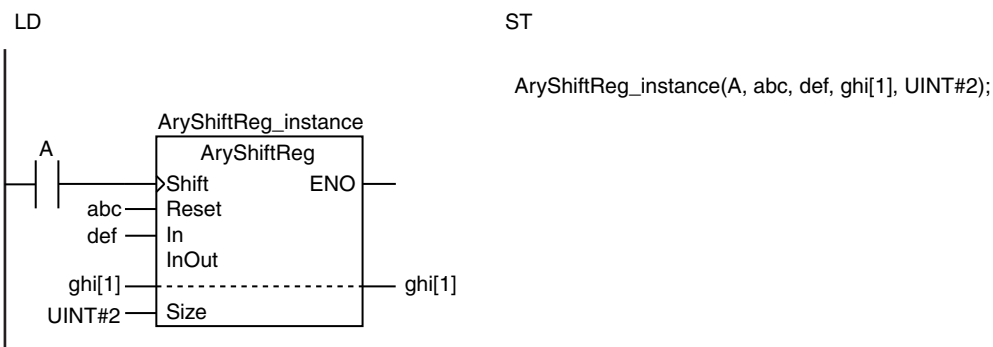 LD
ST
AryShiftReg_instance(A, abc, def, ghi[1], UINT#2);
AryShiftReg_instance
A
AryShiftReg
Shift ENO
abc Reset
def In
InOut
ghi[1] ghi[1]
UINT#2 Size